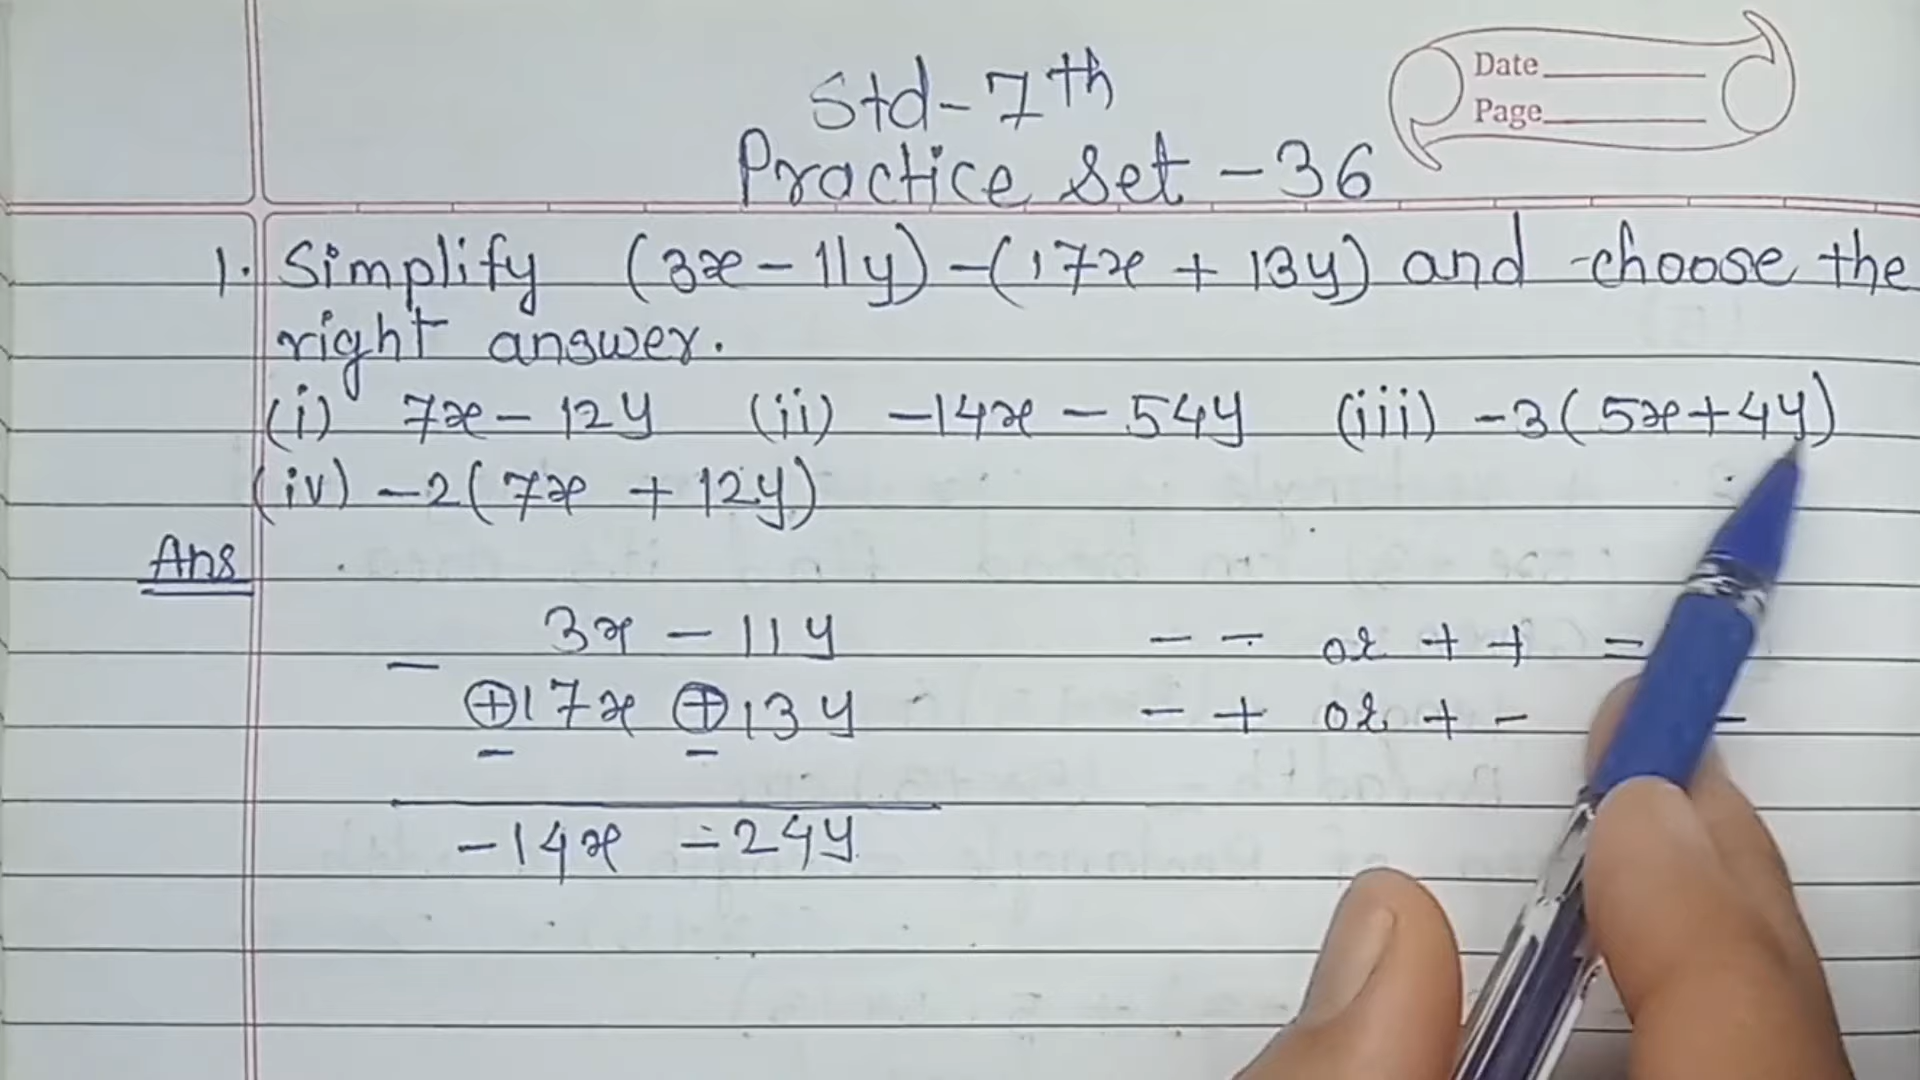 Date
Page
Std-7th
Practice Set -36
1. Simplify (3x-11y)-(17x+13y) and choose the
right answer.
(i) 7x-12y (ii) -14x-54y (iii) -3(5x+4y)
(iv) -2(7x+12y)
Ans
3x - 11y - - or + + =
-
⊕17x ⊕13y - + or + - -
- -
-14x -24y